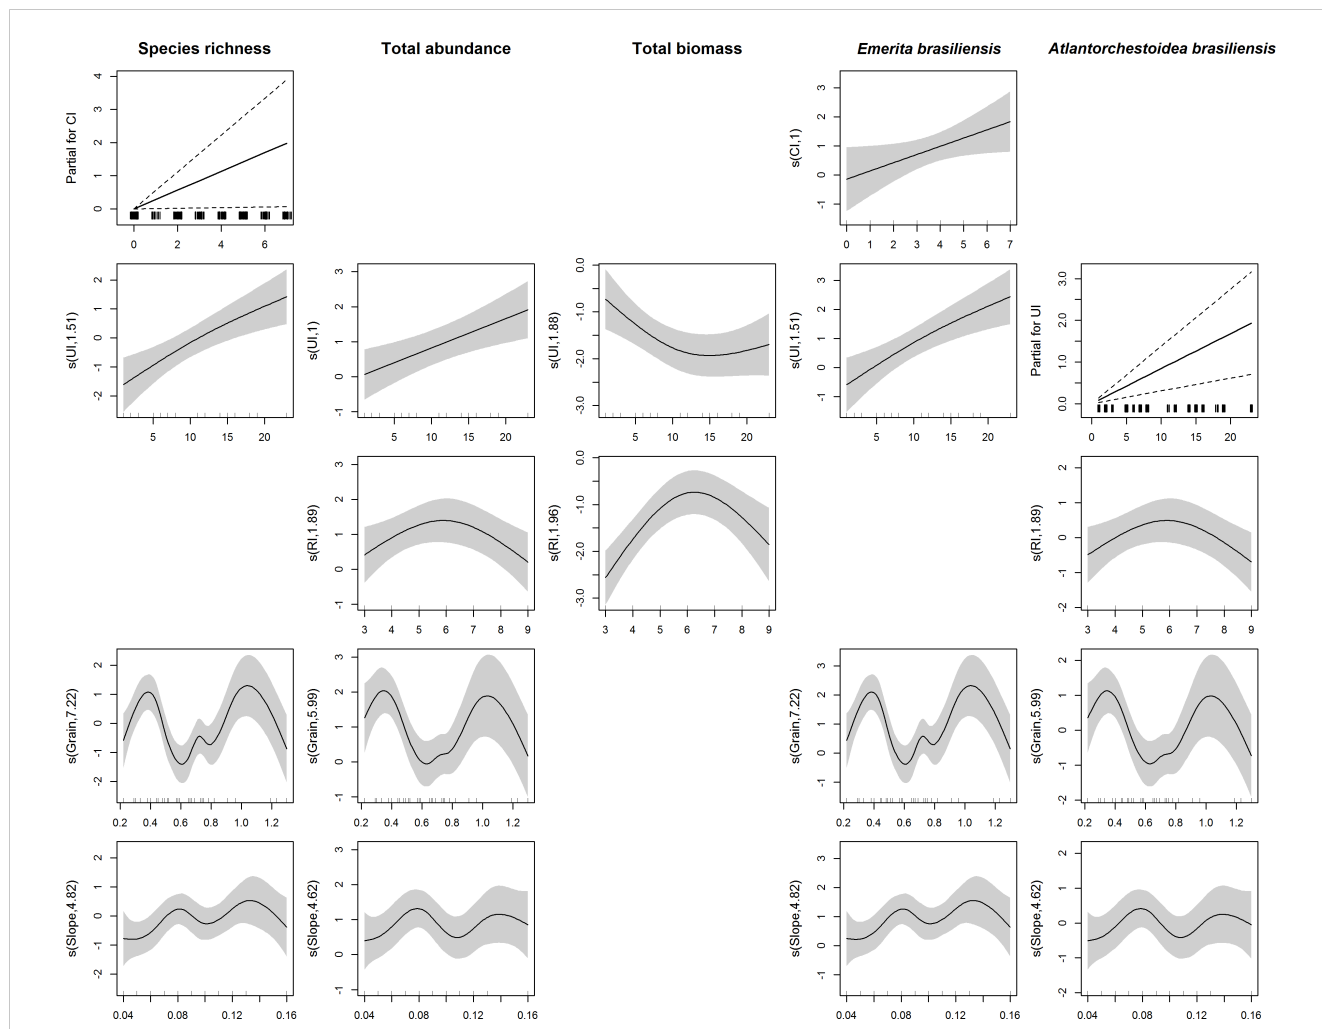 Species richness
Total abundance
Total biomass
Emerita brasiliensis
Atlantorchestoidea brasiliensis
Partial for CI
4
3
2
1
0
0 2 4 6
s(CI,1)
3
2
1
0
-1
0 1 2 3 4 5 6 7
s(UI,1.51)
2
1
0
-1
-2
5 10 15 20
s(UI,1)
3
2
1
0
-1
5 10 15 20
s(UI,1.88)
0.0
-1.0
-2.0
-3.0
5 10 15 20
s(UI,1.51)
3
2
1
0
-1
5 10 15 20
Partial for UI
3.0
2.0
1.0
0.0
0 5 10 15 20
s(RI,1.89)
3
2
1
0
-1
3 4 5 6 7 8 9
s(RI,1.96)
0.0
-1.0
-2.0
-3.0
3 4 5 6 7 8 9
s(RI,1.89)
2
1
0
-1
-2
3 4 5 6 7 8 9
s(Grain,7.22)
2
1
0
-1
-2
0.2 0.4 0.6 0.8 1.0 1.2
s(Grain,5.99)
3
2
1
0
-1
0.2 0.4 0.6 0.8 1.0 1.2
s(Grain,7.22)
3
2
1
0
-1
0.2 0.4 0.6 0.8 1.0 1.2
s(Grain,5.99)
2
1
0
-1
-2
0.2 0.4 0.6 0.8 1.0 1.2
s(Slope,4.82)
2
1
0
-1
-2
0.04 0.08 0.12 0.16
s(Slope,4.62)
3
2
1
0
-1
0.04 0.08 0.12 0.16
s(Slope,4.82)
3
2
1
0
-1
0.04 0.08 0.12 0.16
s(Slope,4.62)
2
1
0
-1
-2
0.04 0.08 0.12 0.16